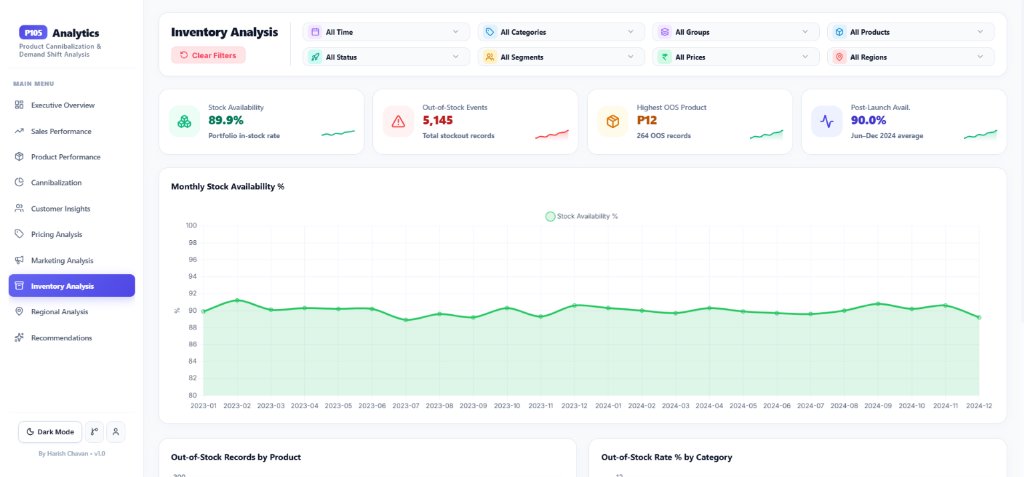 P105 Analytics
Product Cannibalization &
Demand Shift Analysis
MAIN MENU
Executive Overview
Sales Performance
Product Performance
Cannibalization
Customer Insights
Pricing Analysis
Marketing Analysis
Inventory Analysis
Regional Analysis
Recommendations
Dark Mode
By Harish Chavan • v1.0
Inventory Analysis
Clear Filters
All Time
All Categories
All Groups
All Products
All Status
All Segments
₹ All Prices
All Regions
Stock Availability
89.9%
Portfolio in-stock rate
Out-of-Stock Events
5,145
Total stockout records
Highest OOS Product
P12
264 OOS records
Post-Launch Avail.
90.0%
Jun–Dec 2024 average
Monthly Stock Availability %
Stock Availability %
100
98
96
94
92
90
88
86
84
82
80
%
2023-01 2023-02 2023-03 2023-04 2023-05 2023-06 2023-07 2023-08 2023-09 2023-10 2023-11 2023-12 2024-01 2024-02 2024-03 2024-04 2024-05 2024-06 2024-07 2024-08 2024-09 2024-10 2024-11 2024-12
Out-of-Stock Records by Product
Out-of-Stock Rate % by Category